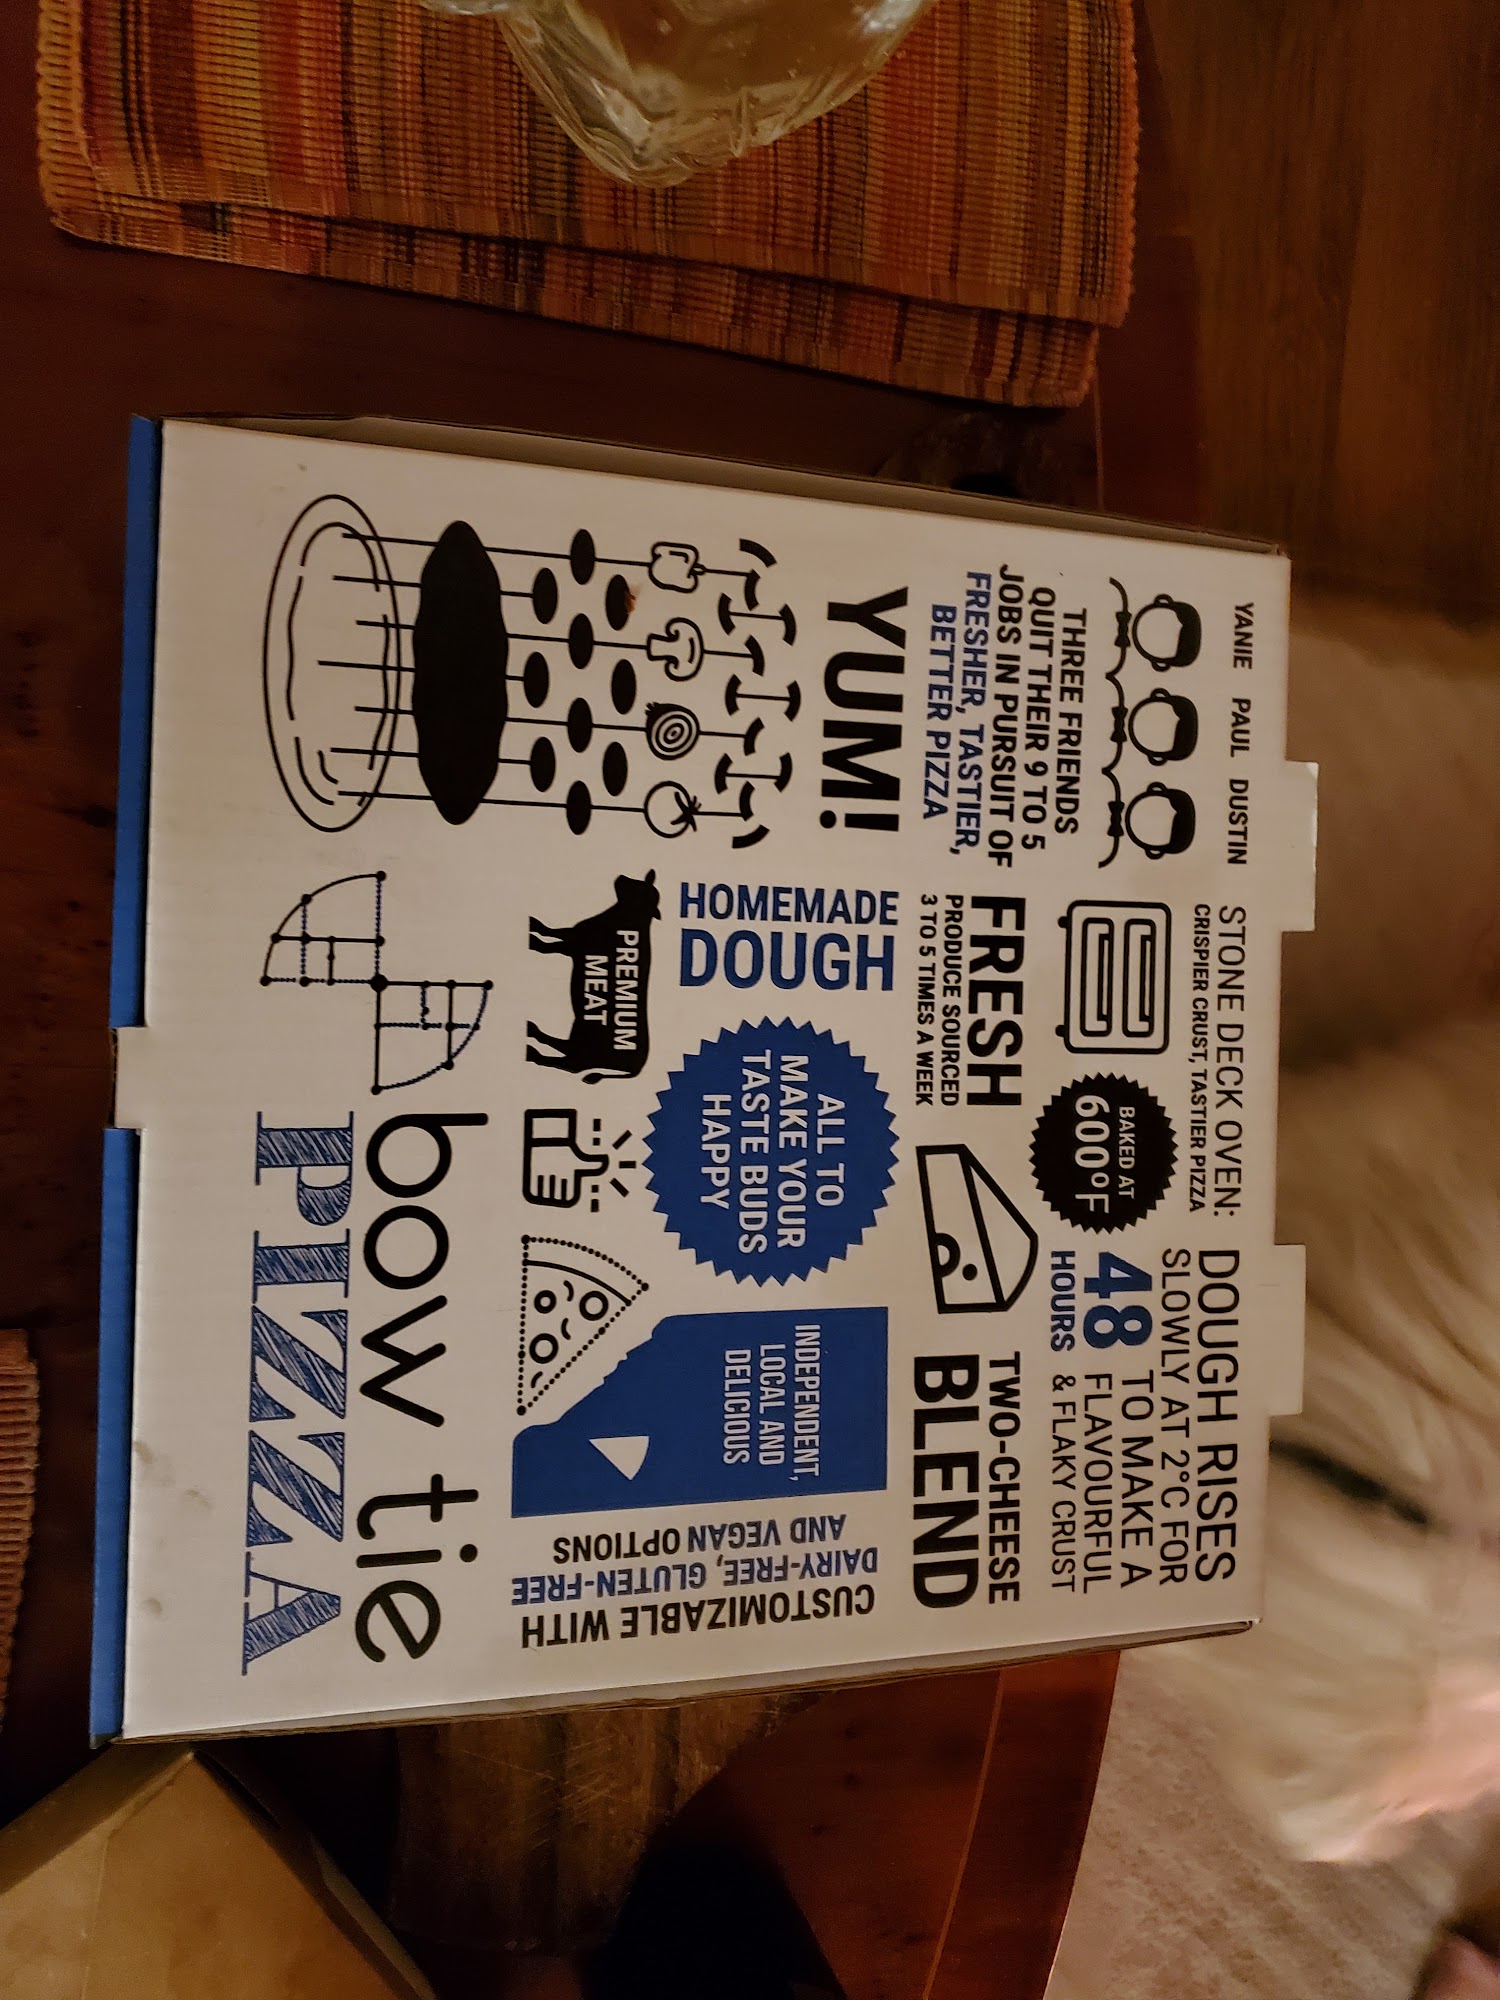 YANIE PAUL DUSTIN
THREE FRIENDS
QUIT THEIR 9 TO 5
JOBS IN PURSUIT OF
FRESHER, TASTIER,
BETTER PIZZA
YUM!
STONE DECK OVEN:
CRISPIER CRUST, TASTIER PIZZA
BAKED AT
600°F
DOUGH RISES
SLOWLY AT 2°C FOR
48 TO MAKE A
HOURS FLAVOURFUL
& FLAKY CRUST
FRESH
PRODUCE SOURCED
3 TO 5 TIMES A WEEK
TWO-CHEESE
BLEND
HOMEMADE
DOUGH
PREMIUM
MEAT
ALL TO
MAKE YOUR
TASTE BUDS
HAPPY
INDEPENDENT,
LOCAL AND
DELICIOUS
CUSTOMIZABLE WITH
DAIRY-FREE, GLUTEN-FREE
AND VEGAN OPTIONS
bow tie
PIZZA